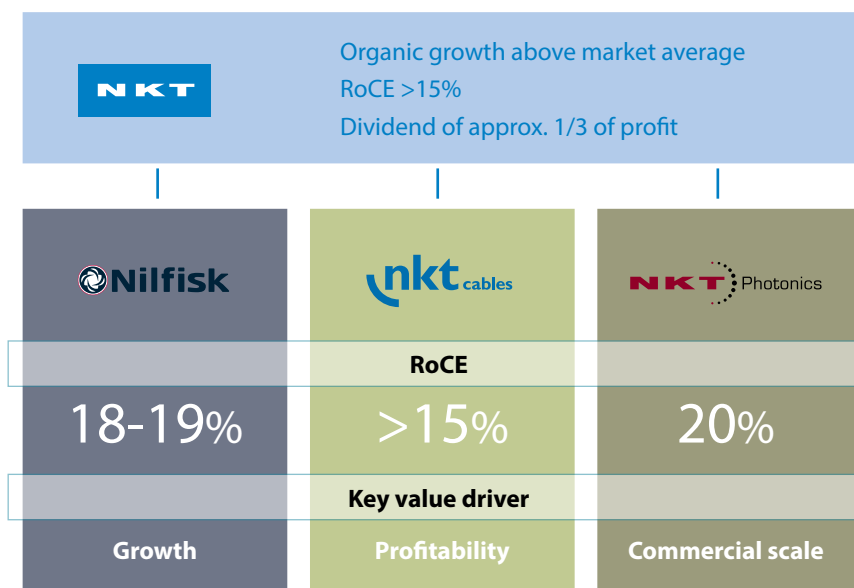 NKT
Organic growth above market average
RoCE >15%
Dividend of approx. 1/3 of profit
Nilfisk
nkt cables
NKT Photonics
RoCE
18-19%
>15%
20%
Key value driver
Growth
Profitability
Commercial scale